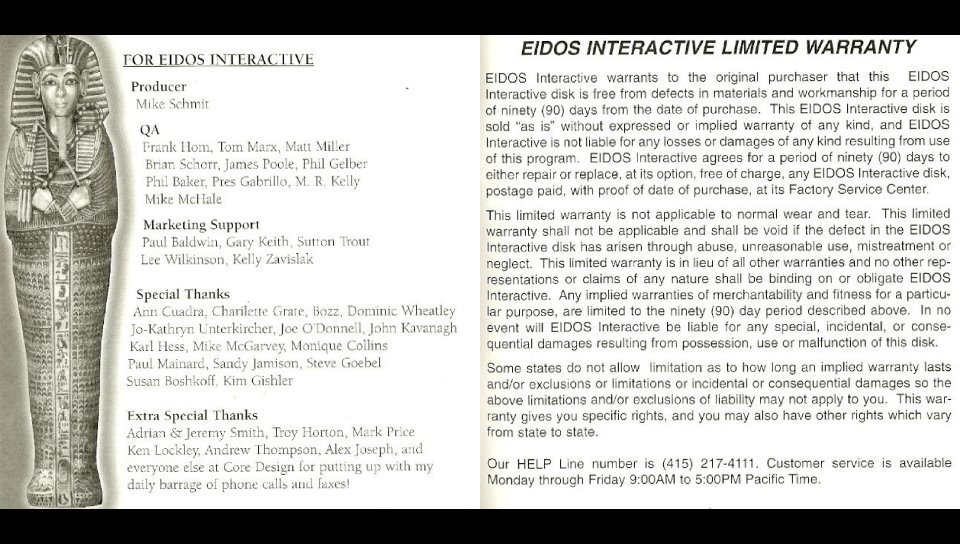 FOR EIDOS INTERACTIVE
Producer
Mike Schmit
QA
Frank Hom, Tom Marx, Matt Miller
Brian Schorr, James Poole, Phil Gelber
Phil Baker, Pres Gabrillo, M. R. Kelly
Mike McHale
Marketing Support
Paul Baldwin, Gary Keith, Sutton Trout
Lee Wilkinson, Kelly Zavislak
Special Thanks
Ann Cuadra, Charilette Grate, Bozz, Dominic Wheatley
Jo-Kathryn Unterkircher, Joe O'Donnell, John Kavanagh
Karl Hess, Mike McGarvey, Monique Collins
Paul Mainard, Sandy Jamison, Steve Goebel
Susan Boshkoff, Kim Gishler
Extra Special Thanks
Adrian & Jeremy Smith, Troy Horton, Mark Price
Ken Lockley, Andrew Thompson, Alex Joseph, and
everyone else at Core Design for putting up with my
daily barrage of phone calls and faxes!
EIDOS INTERACTIVE LIMITED WARRANTY
EIDOS Interactive warrants to the original purchaser that this EIDOS
Interactive disk is free from defects in materials and workmanship for a period
of ninety (90) days from the date of purchase. This EIDOS Interactive disk is
sold "as is" without expressed or implied warranty of any kind, and EIDOS
Interactive is not liable for any losses or damages of any kind resulting from use
of this program. EIDOS Interactive agrees for a period of ninety (90) days to
either repair or replace, at its option, free of charge, any EIDOS Interactive disk,
postage paid, with proof of date of purchase, at its Factory Service Center.
This limited warranty is not applicable to normal wear and tear. This limited
warranty shall not be applicable and shall be void if the defect in the EIDOS
Interactive disk has arisen through abuse, unreasonable use, mistreatment or
neglect. This limited warranty is in lieu of all other warranties and no other rep-
resentations or claims of any nature shall be binding on or obligate EIDOS
Interactive. Any implied warranties of merchantability and fitness for a particu-
lar purpose, are limited to the ninety (90) day period described above. In no
event will EIDOS Interactive be liable for any special, incidental, or conse-
quential damages resulting from possession, use or malfunction of this disk.
Some states do not allow limitation as to how long an implied warranty lasts
and/or exclusions or limitations or incidental or consequential damages so the
above limitations and/or exclusions of liability may not apply to you. This war-
ranty gives you specific rights, and you may also have other rights which vary
from state to state.
Our HELP Line number is (415) 217-4111. Customer service is available
Monday through Friday 9:00AM to 5:00PM Pacific Time.